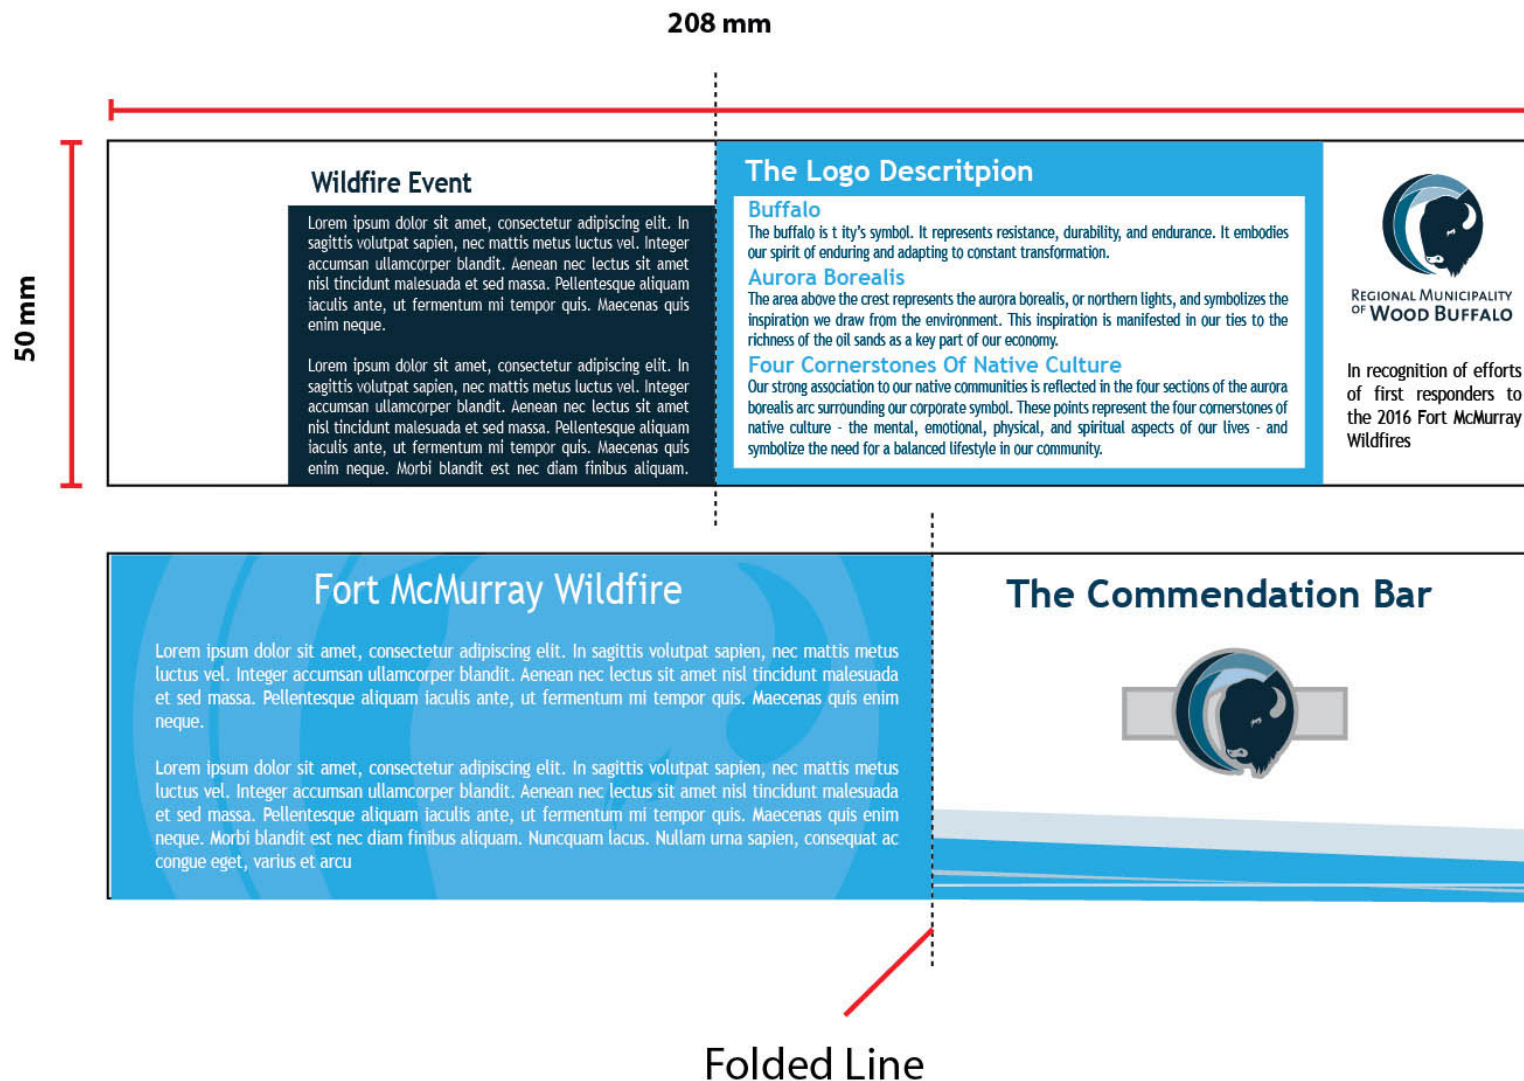 208 mm
50 mm
Wildfire Event
Lorem ipsum dolor sit amet, consectetur adipiscing elit. In
sagittis volutpat sapien, nec mattis metus luctus vel. Integer
accumsan ullamcorper blandit. Aenean nec lectus sit amet
nisl tincidunt malesuada et sed massa. Pellentesque aliquam
iaculis ante, ut fermentum mi tempor quis. Maecenas quis
enim neque.
Lorem ipsum dolor sit amet, consectetur adipiscing elit. In
sagittis volutpat sapien, nec mattis metus luctus vel. Integer
accumsan ullamcorper blandit. Aenean nec lectus sit amet
nisl tincidunt malesuada et sed massa. Pellentesque aliquam
iaculis ante, ut fermentum mi tempor quis. Maecenas quis
enim neque. Morbi blandit est nec diam finibus aliquam.
The Logo Descritpion
Buffalo
The buffalo is t ity's symbol. It represents resistance, durability, and endurance. It embodies
our spirit of enduring and adapting to constant transformation.
Aurora Borealis
The area above the crest represents the aurora borealis, or northern lights, and symbolizes the
inspiration we draw from the environment. This inspiration is manifested in our ties to the
richness of the oil sands as a key part of our economy.
Four Cornerstones Of Native Culture
Our strong association to our native communities is reflected in the four sections of the aurora
borealis arc surrounding our corporate symbol. These points represent the four cornerstones of
native culture - the mental, emotional, physical, and spiritual aspects of our lives - and
symbolize the need for a balanced lifestyle in our community.
REGIONAL MUNICIPALITY
OF WOOD BUFFALO
In recognition of efforts
of first responders to
the 2016 Fort McMurray
Wildfires
Fort McMurray Wildfire
Lorem ipsum dolor sit amet, consectetur adipiscing elit. In sagittis volutpat sapien, nec mattis metus
luctus vel. Integer accumsan ullamcorper blandit. Aenean nec lectus sit amet nisl tincidunt malesuada
et sed massa. Pellentesque aliquam iaculis ante, ut fermentum mi tempor quis. Maecenas quis enim
neque.
Lorem ipsum dolor sit amet, consectetur adipiscing elit. In sagittis volutpat sapien, nec mattis metus
luctus vel. Integer accumsan ullamcorper blandit. Aenean nec lectus sit amet nisl tincidunt malesuada
et sed massa. Pellentesque aliquam iaculis ante, ut fermentum mi tempor quis. Maecenas quis enim
neque. Morbi blandit est nec diam finibus aliquam. Nuncquam lacus. Nullam urna sapien, consequat ac
congue eget, varius et arcu
The Commendation Bar
Folded Line